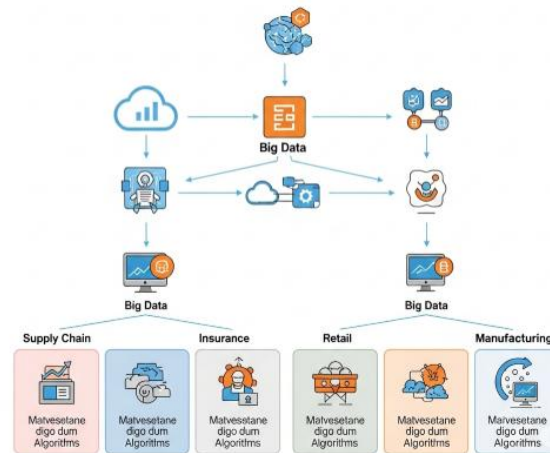 Big Data
Big Data
Big Data
Supply Chain
Insurance
Retail
Manufacturing
Matvesetane
digo dum
Algorithms
Matvesetane
digo dum
Algorithms
Matvesetane
digo dum
Algorithms
Matvesetane
digo dum
Algorithms
Matvesetane
digo dum
Algorithms
Matvesetane
digo dum
Algorithms